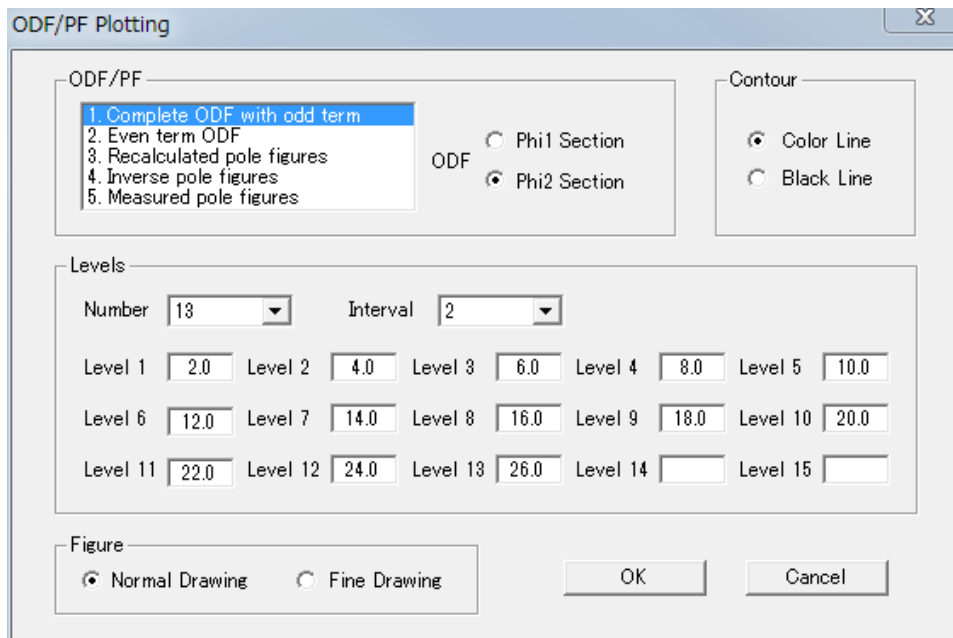 ODF/PF Plotting
ODF/PF
Contour
1. Complete ODF with odd term
2. Even term ODF
3. Recalculated pole figures
4. Inverse pole figures
5. Measured pole figures
ODF
Phi1 Section
Phi2 Section
Color Line
Black Line
Levels
Number 13 Interval 2
Level 1 2.0 Level 2 4.0 Level 3 6.0 Level 4 8.0 Level 5 10.0
Level 6 12.0 Level 7 14.0 Level 8 16.0 Level 9 18.0 Level 10 20.0
Level 11 22.0 Level 12 24.0 Level 13 26.0 Level 14 Level 15
Figure
Normal Drawing Fine Drawing
OK Cancel